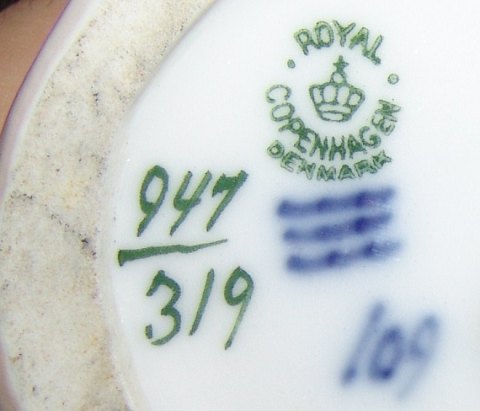 ROYAL
COPENHAGEN
DENMARK
947
319
109